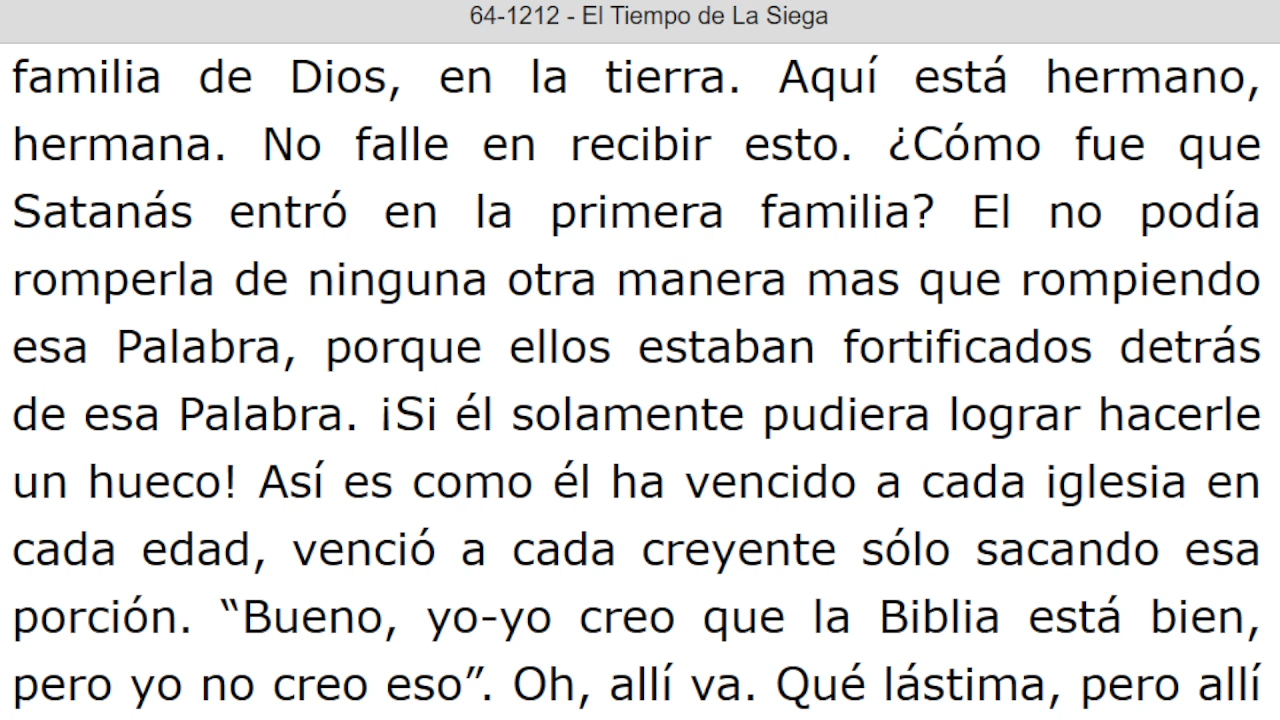 64-1212 - El Tiempo de La Siega
familia de Dios, en la tierra. Aquí está hermano,
hermana. No falle en recibir esto. ¿Cómo fue que
Satanás entró en la primera familia? El no podía
romperla de ninguna otra manera mas que rompiendo
esa Palabra, porque ellos estaban fortificados detrás
de esa Palabra. ¡Si él solamente pudiera lograr hacerle
un hueco! Así es como él ha vencido a cada iglesia en
cada edad, venció a cada creyente sólo sacando esa
porción. “Bueno, yo-yo creo que la Biblia está bien,
pero yo no creo eso”. Oh, allí va. Qué lástima, pero allí